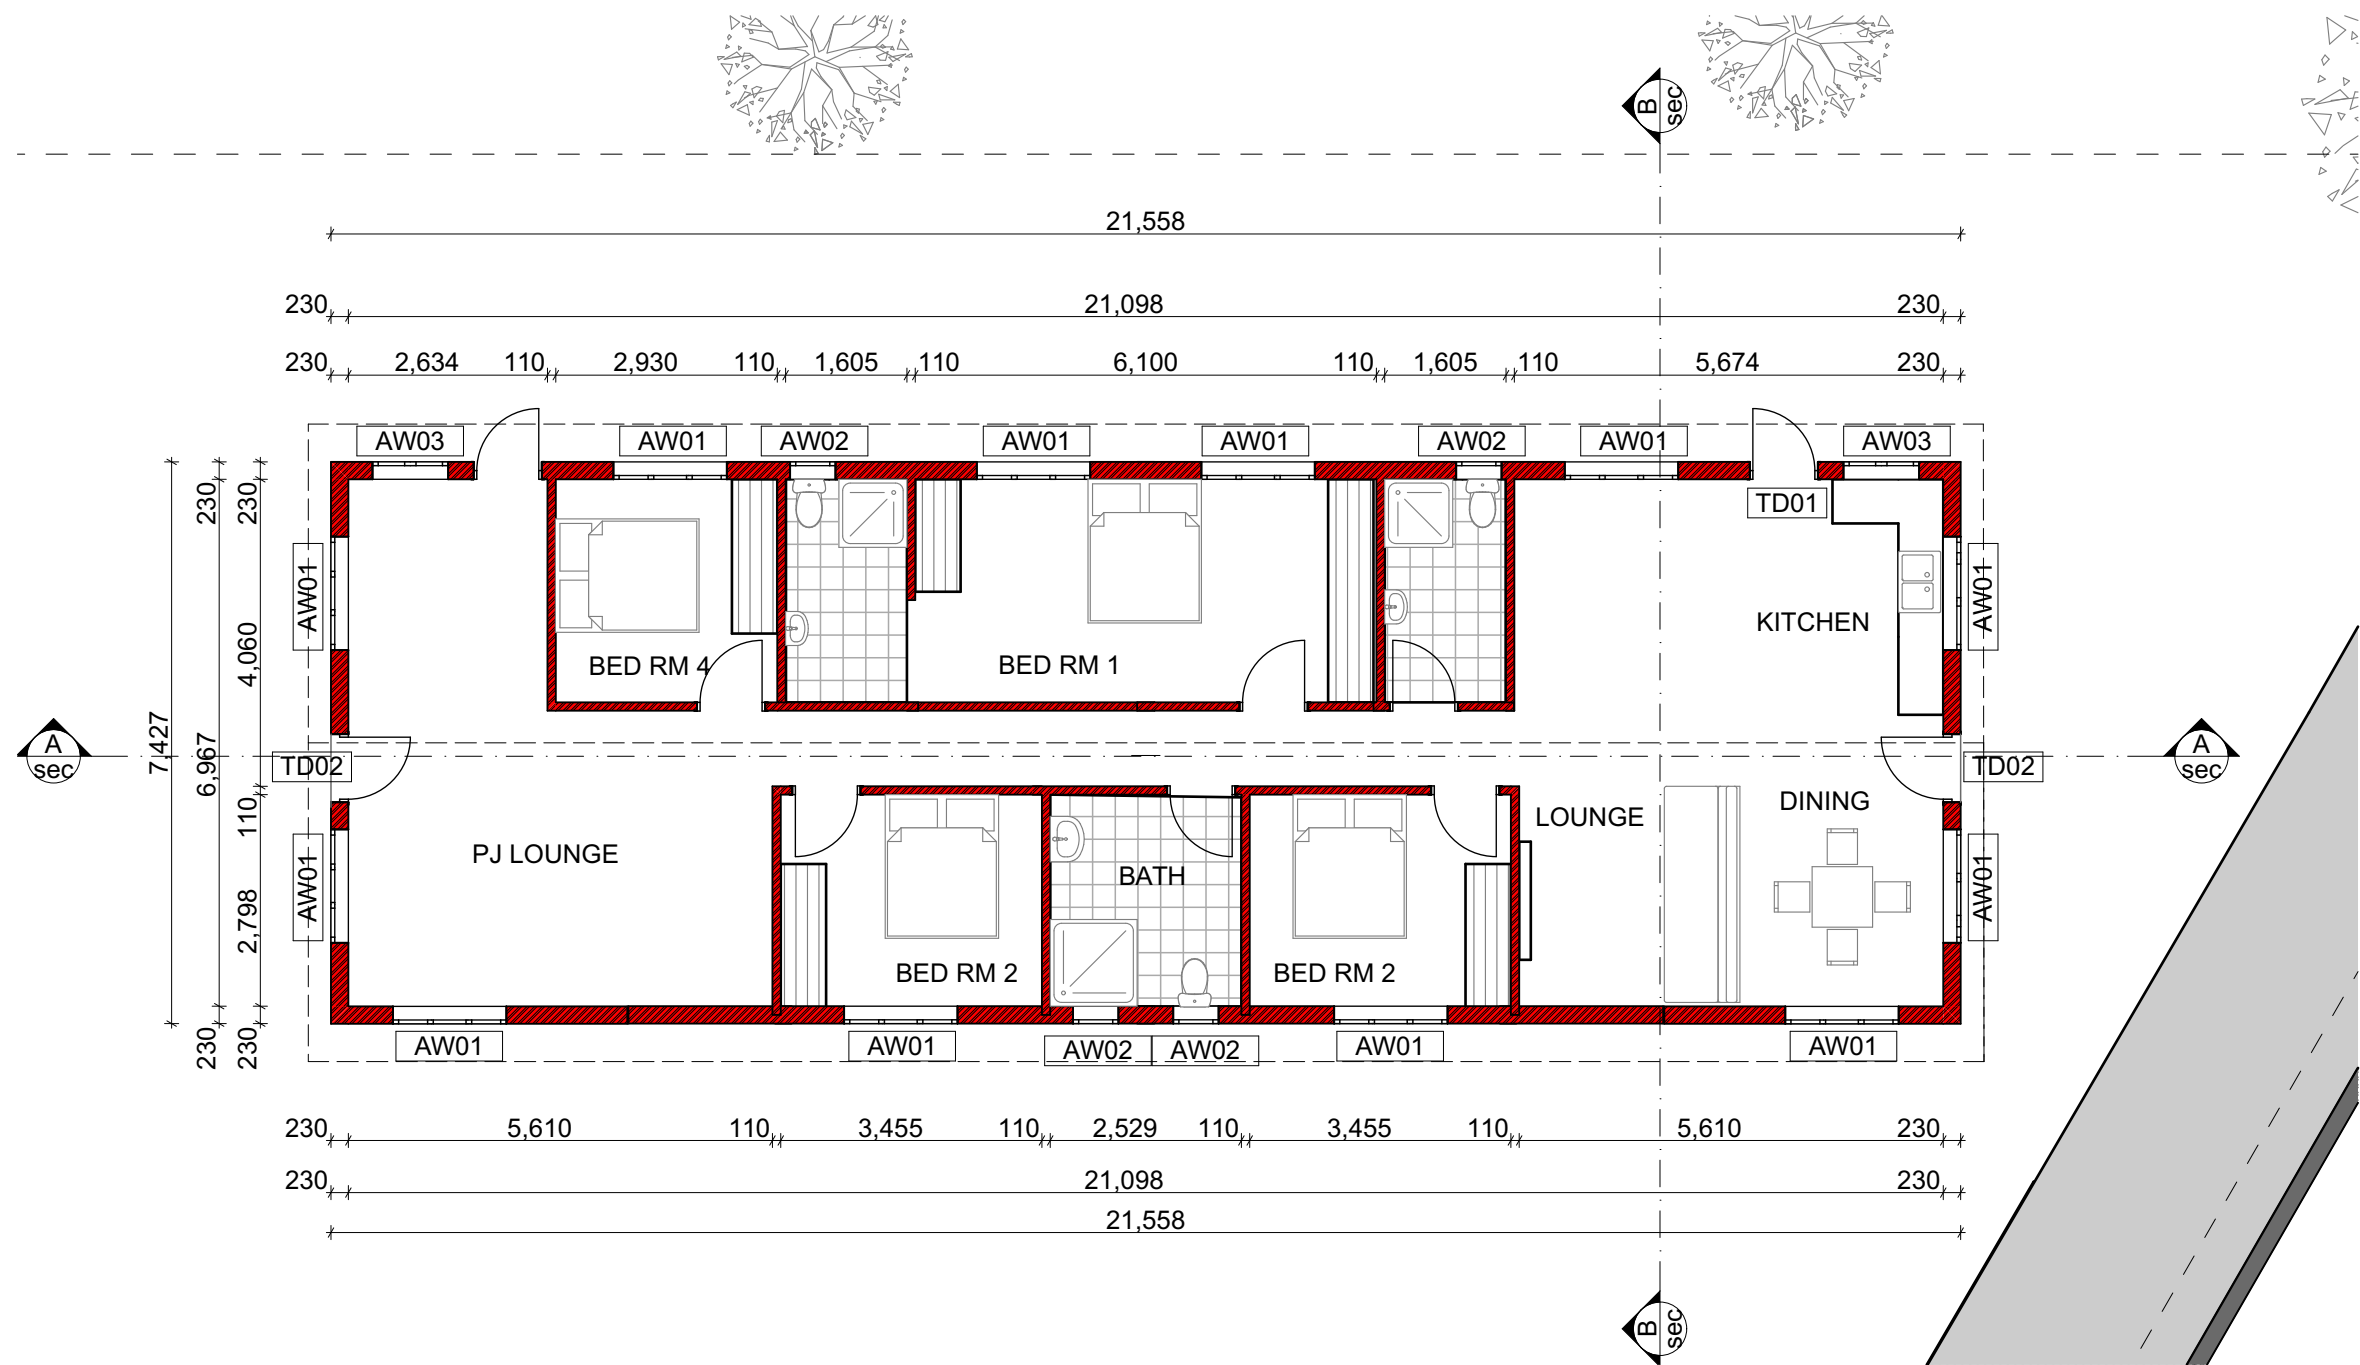 B
sec
21,558
230
21,098
230
230
2,634
110
2,930
110
1,605
110
6,100
110
1,605
110
5,674
230
AW03
AW01
AW02
AW01
AW01
AW02
AW01
AW03
TD01
230
230
4,060
7,427
6,967
110
2,798
230
230
AW01
AW01
AW01
AW01
KITCHEN
BED RM 4
BED RM 1
A
sec
TD02
TD02
A
sec
LOUNGE
DINING
PJ LOUNGE
BATH
BED RM 2
BED RM 2
AW01
AW01
AW02
AW02
AW01
AW01
230
5,610
110
3,455
110
2,529
110
3,455
110
5,610
230
230
21,098
230
21,558
B
sec